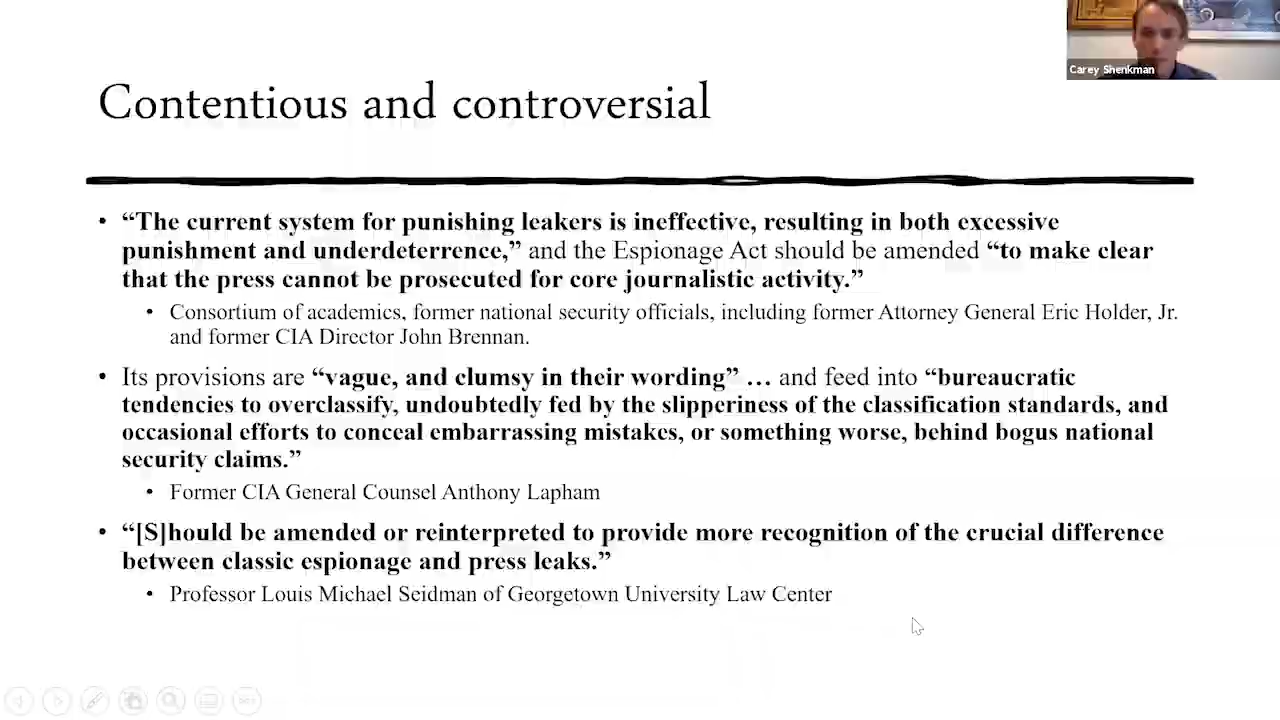 Carey Shenkman
Contentious and controversial
• “The current system for punishing leakers is ineffective, resulting in both excessive
punishment and underdeterrence,” and the Espionage Act should be amended “to make clear
that the press cannot be prosecuted for core journalistic activity.”
• Consortium of academics, former national security officials, including former Attorney General Eric Holder, Jr.
and former CIA Director John Brennan.
• Its provisions are “vague, and clumsy in their wording” … and feed into “bureaucratic
tendencies to overclassify, undoubtedly fed by the slipperiness of the classification standards, and
occasional efforts to conceal embarrassing mistakes, or something worse, behind bogus national
security claims.”
• Former CIA General Counsel Anthony Lapham
• “[S]hould be amended or reinterpreted to provide more recognition of the crucial difference
between classic espionage and press leaks.”
• Professor Louis Michael Seidman of Georgetown University Law Center